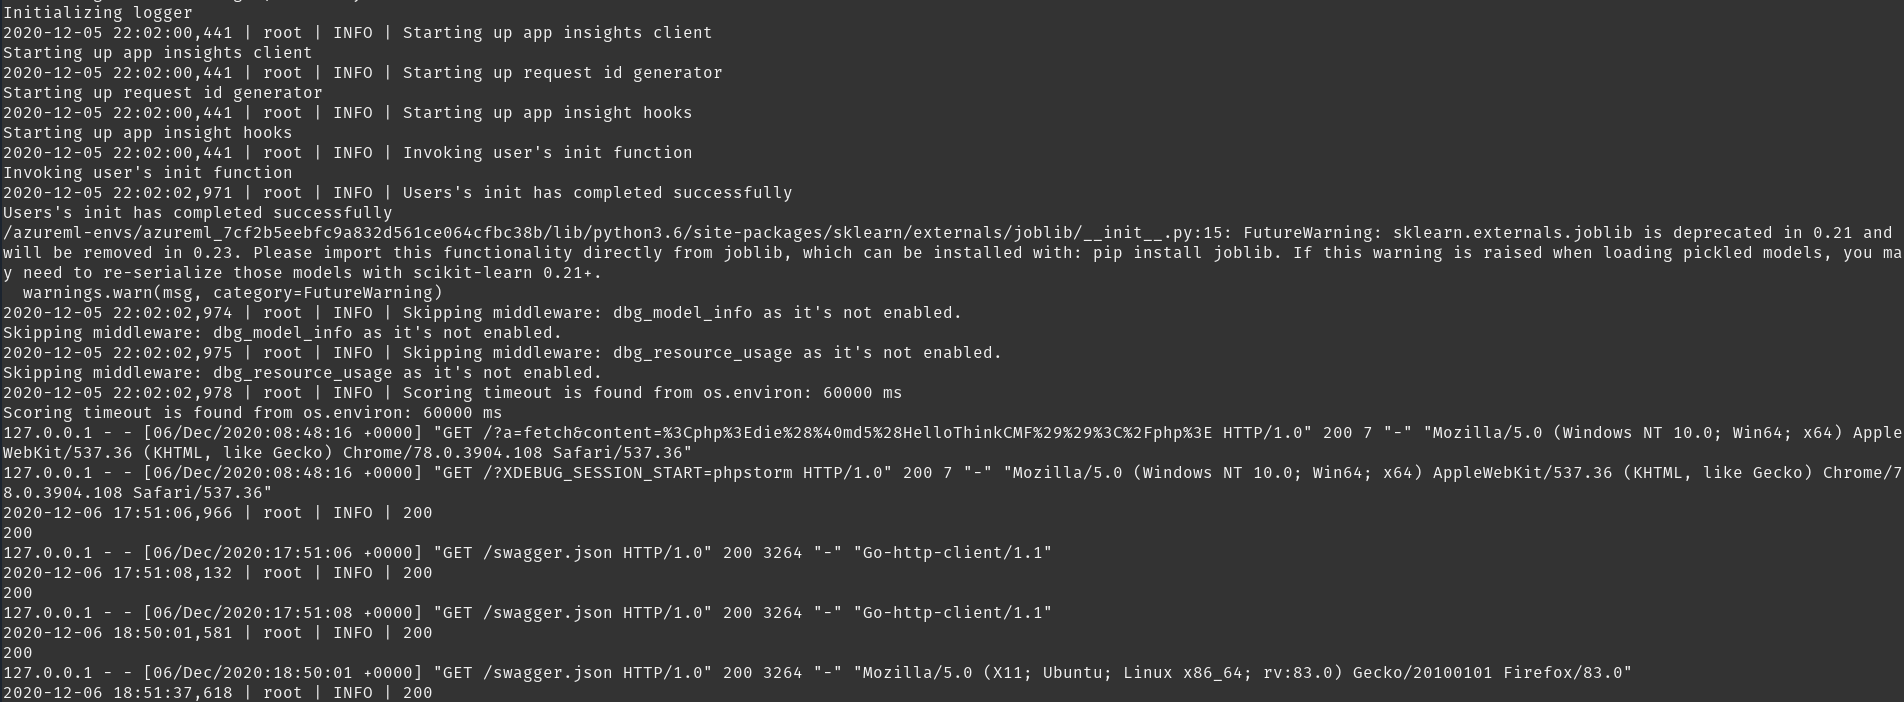 Initializing logger
2020-12-05 22:02:00,441 | root | INFO | Starting up app insights client
Starting up app insights client
2020-12-05 22:02:00,441 | root | INFO | Starting up request id generator
Starting up request id generator
2020-12-05 22:02:00,441 | root | INFO | Starting up app insight hooks
Starting up app insight hooks
2020-12-05 22:02:00,441 | root | INFO | Invoking user's init function
Invoking user's init function
2020-12-05 22:02:02,971 | root | INFO | Users's init has completed successfully
Users's init has completed successfully
/azureml-envs/azureml_7cf2b5eebfc9a832d561ce064cfbc38b/lib/python3.6/site-packages/sklearn/externals/joblib/__init__.py:15: FutureWarning: sklearn.externals.joblib is deprecated in 0.21 and
will be removed in 0.23. Please import this functionality directly from joblib, which can be installed with: pip install joblib. If this warning is raised when loading pickled models, you ma
y need to re-serialize those models with scikit-learn 0.21+.
  warnings.warn(msg, category=FutureWarning)
2020-12-05 22:02:02,974 | root | INFO | Skipping middleware: dbg_model_info as it's not enabled.
Skipping middleware: dbg_model_info as it's not enabled.
2020-12-05 22:02:02,975 | root | INFO | Skipping middleware: dbg_resource_usage as it's not enabled.
Skipping middleware: dbg_resource_usage as it's not enabled.
2020-12-05 22:02:02,978 | root | INFO | Scoring timeout is found from os.environ: 60000 ms
Scoring timeout is found from os.environ: 60000 ms
127.0.0.1 - - [06/Dec/2020:08:48:16 +0000] "GET /?a=fetch&content=%3Cphp%3Edie%28%40md5%28HelloThinkCMF%29%29%3C%2Fphp%3E HTTP/1.0" 200 7 "-" "Mozilla/5.0 (Windows NT 10.0; Win64; x64) Apple
WebKit/537.36 (KHTML, like Gecko) Chrome/78.0.3904.108 Safari/537.36"
127.0.0.1 - - [06/Dec/2020:08:48:16 +0000] "GET /?XDEBUG_SESSION_START=phpstorm HTTP/1.0" 200 7 "-" "Mozilla/5.0 (Windows NT 10.0; Win64; x64) AppleWebKit/537.36 (KHTML, like Gecko) Chrome/7
8.0.3904.108 Safari/537.36"
2020-12-06 17:51:06,966 | root | INFO | 200
200
127.0.0.1 - - [06/Dec/2020:17:51:06 +0000] "GET /swagger.json HTTP/1.0" 200 3264 "-" "Go-http-client/1.1"
2020-12-06 17:51:08,132 | root | INFO | 200
200
127.0.0.1 - - [06/Dec/2020:17:51:08 +0000] "GET /swagger.json HTTP/1.0" 200 3264 "-" "Go-http-client/1.1"
2020-12-06 18:50:01,581 | root | INFO | 200
200
127.0.0.1 - - [06/Dec/2020:18:50:01 +0000] "GET /swagger.json HTTP/1.0" 200 3264 "-" "Mozilla/5.0 (X11; Ubuntu; Linux x86_64; rv:83.0) Gecko/20100101 Firefox/83.0"
2020-12-06 18:51:37,618 | root | INFO | 200